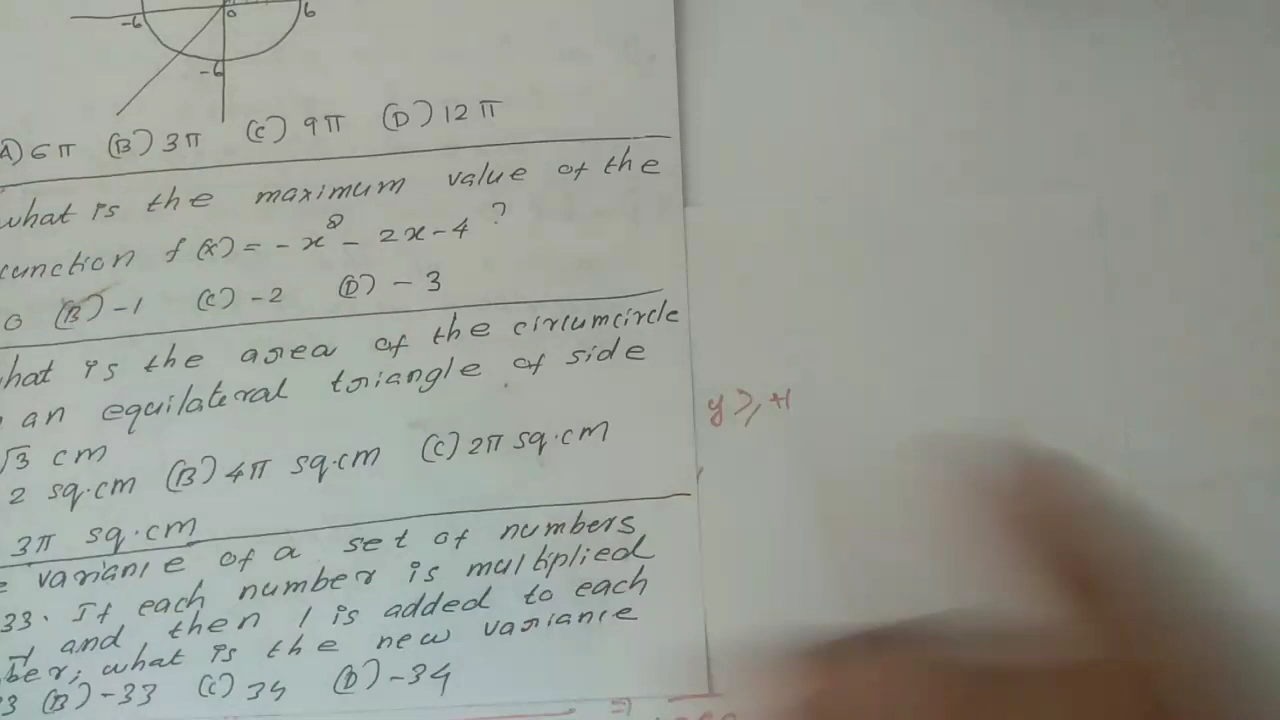 -6 0 6
-6
A) 6π (B) 3π (C) 9π (D) 12π
what is the maximum value of the
function f(x) = -x² - 2x - 4 ?
0 (B) -1 (C) -2 (D) -3
hat is the area of the circumcircle
an equilateral triangle of side
√3 cm
2 sq.cm (B) 4π sq.cm (C) 2π sq.cm
3π sq.cm
e variance of a set of numbers
33. If each number is multiplied
and then 1 is added to each
ber, what is the new variance
3 (B) -33 (C) 34 (D) -34
y ≥, +1
⇒